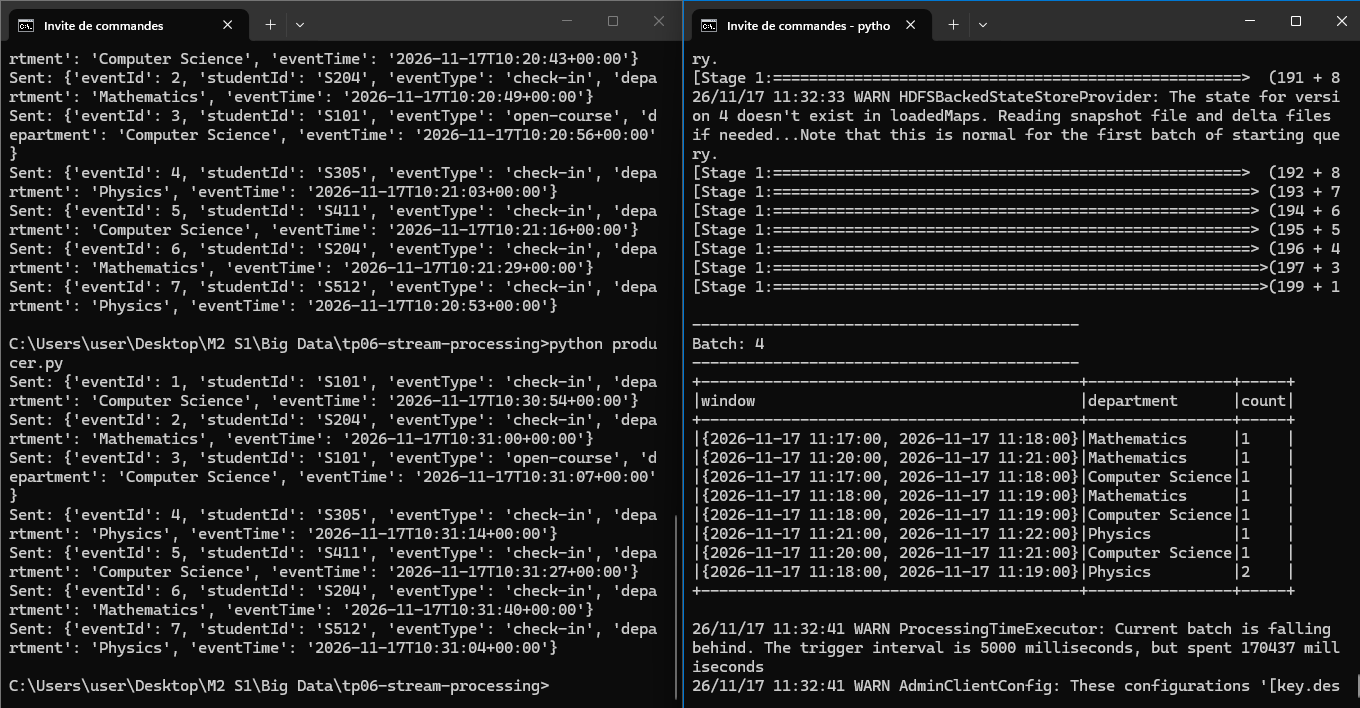 Invite de commandes
rtment': 'Computer Science', 'eventTime': '2026-11-17T10:20:43+00:00'}
Sent: {'eventId': 2, 'studentId': 'S204', 'eventType': 'check-in', 'depa
rtment': 'Mathematics', 'eventTime': '2026-11-17T10:20:49+00:00'}
Sent: {'eventId': 3, 'studentId': 'S101', 'eventType': 'open-course', 'd
epartment': 'Computer Science', 'eventTime': '2026-11-17T10:20:56+00:00'
}
Sent: {'eventId': 4, 'studentId': 'S305', 'eventType': 'check-in', 'depa
rtment': 'Physics', 'eventTime': '2026-11-17T10:21:03+00:00'}
Sent: {'eventId': 5, 'studentId': 'S411', 'eventType': 'check-in', 'depa
rtment': 'Computer Science', 'eventTime': '2026-11-17T10:21:16+00:00'}
Sent: {'eventId': 6, 'studentId': 'S204', 'eventType': 'check-in', 'depa
rtment': 'Mathematics', 'eventTime': '2026-11-17T10:21:29+00:00'}
Sent: {'eventId': 7, 'studentId': 'S512', 'eventType': 'check-in', 'depa
rtment': 'Physics', 'eventTime': '2026-11-17T10:20:53+00:00'}
C:\Users\user\Desktop\M2 S1\Big Data\tp06-stream-processing>python produ
cer.py
Sent: {'eventId': 1, 'studentId': 'S101', 'eventType': 'check-in', 'depa
rtment': 'Computer Science', 'eventTime': '2026-11-17T10:30:54+00:00'}
Sent: {'eventId': 2, 'studentId': 'S204', 'eventType': 'check-in', 'depa
rtment': 'Mathematics', 'eventTime': '2026-11-17T10:31:00+00:00'}
Sent: {'eventId': 3, 'studentId': 'S101', 'eventType': 'open-course', 'd
epartment': 'Computer Science', 'eventTime': '2026-11-17T10:31:07+00:00'
}
Sent: {'eventId': 4, 'studentId': 'S305', 'eventType': 'check-in', 'depa
rtment': 'Physics', 'eventTime': '2026-11-17T10:31:14+00:00'}
Sent: {'eventId': 5, 'studentId': 'S411', 'eventType': 'check-in', 'depa
rtment': 'Computer Science', 'eventTime': '2026-11-17T10:31:27+00:00'}
Sent: {'eventId': 6, 'studentId': 'S204', 'eventType': 'check-in', 'depa
rtment': 'Mathematics', 'eventTime': '2026-11-17T10:31:40+00:00'}
Sent: {'eventId': 7, 'studentId': 'S512', 'eventType': 'check-in', 'depa
rtment': 'Physics', 'eventTime': '2026-11-17T10:31:04+00:00'}
C:\Users\user\Desktop\M2 S1\Big Data\tp06-stream-processing>
Invite de commandes - pytho
ry.
[Stage 1:==================================================>  (191 + 8
26/11/17 11:32:33 WARN HDFSBackedStateStoreProvider: The state for versi
on 4 doesn't exist in loadedMaps. Reading snapshot file and delta files
if needed...Note that this is normal for the first batch of starting que
ry.
[Stage 1:==================================================>  (192 + 8
[Stage 1:===================================================> (193 + 7
[Stage 1:===================================================> (194 + 6
[Stage 1:===================================================> (195 + 5
[Stage 1:===================================================> (196 + 4
[Stage 1:====================================================>(197 + 3
[Stage 1:====================================================>(199 + 1
-------------------------------------------
Batch: 4
-------------------------------------------
+------------------------------------------+----------------+-----+
|window                                    |department      |count|
+------------------------------------------+----------------+-----+
|{2026-11-17 11:17:00, 2026-11-17 11:18:00}|Mathematics     |1    |
|{2026-11-17 11:20:00, 2026-11-17 11:21:00}|Mathematics     |1    |
|{2026-11-17 11:17:00, 2026-11-17 11:18:00}|Computer Science|1    |
|{2026-11-17 11:18:00, 2026-11-17 11:19:00}|Mathematics     |1    |
|{2026-11-17 11:18:00, 2026-11-17 11:19:00}|Computer Science|1    |
|{2026-11-17 11:21:00, 2026-11-17 11:22:00}|Physics         |1    |
|{2026-11-17 11:20:00, 2026-11-17 11:21:00}|Computer Science|1    |
|{2026-11-17 11:18:00, 2026-11-17 11:19:00}|Physics         |2    |
+------------------------------------------+----------------+-----+
26/11/17 11:32:41 WARN ProcessingTimeExecutor: Current batch is falling
behind. The trigger interval is 5000 milliseconds, but spent 170437 mill
iseconds
26/11/17 11:32:41 WARN AdminClientConfig: These configurations '[key.des